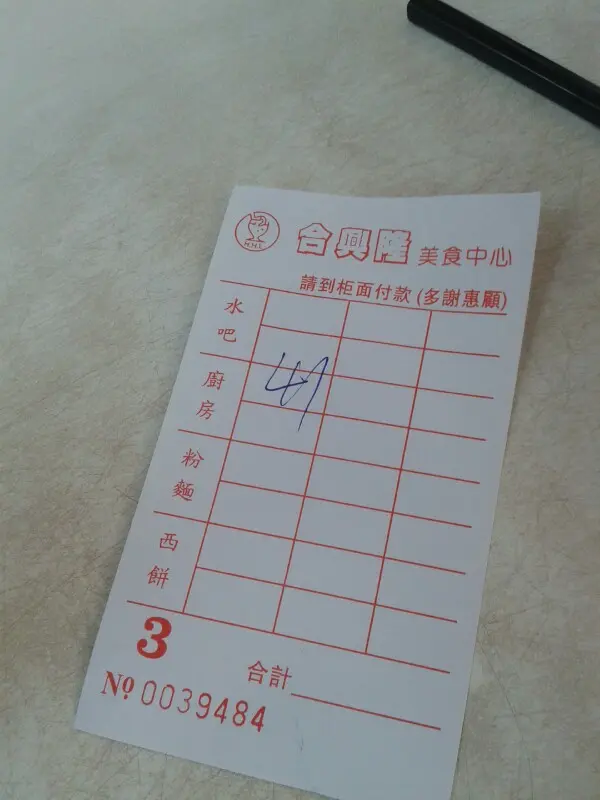 合興隆 美食中心
請到柜面付款 (多謝惠顧)
水吧
廚房
47
粉麵
西餅
3
合計
№ 0039484